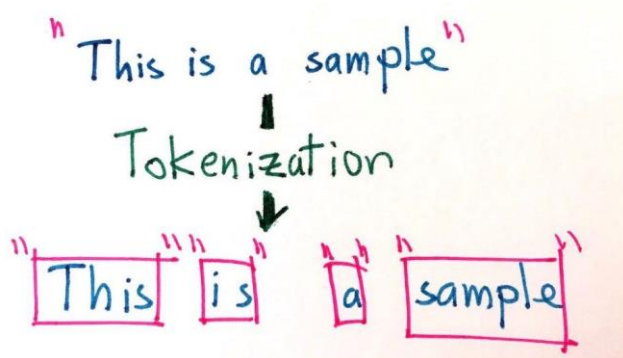 "This is a sample"
Tokenization
"This" "is" "a" "sample"